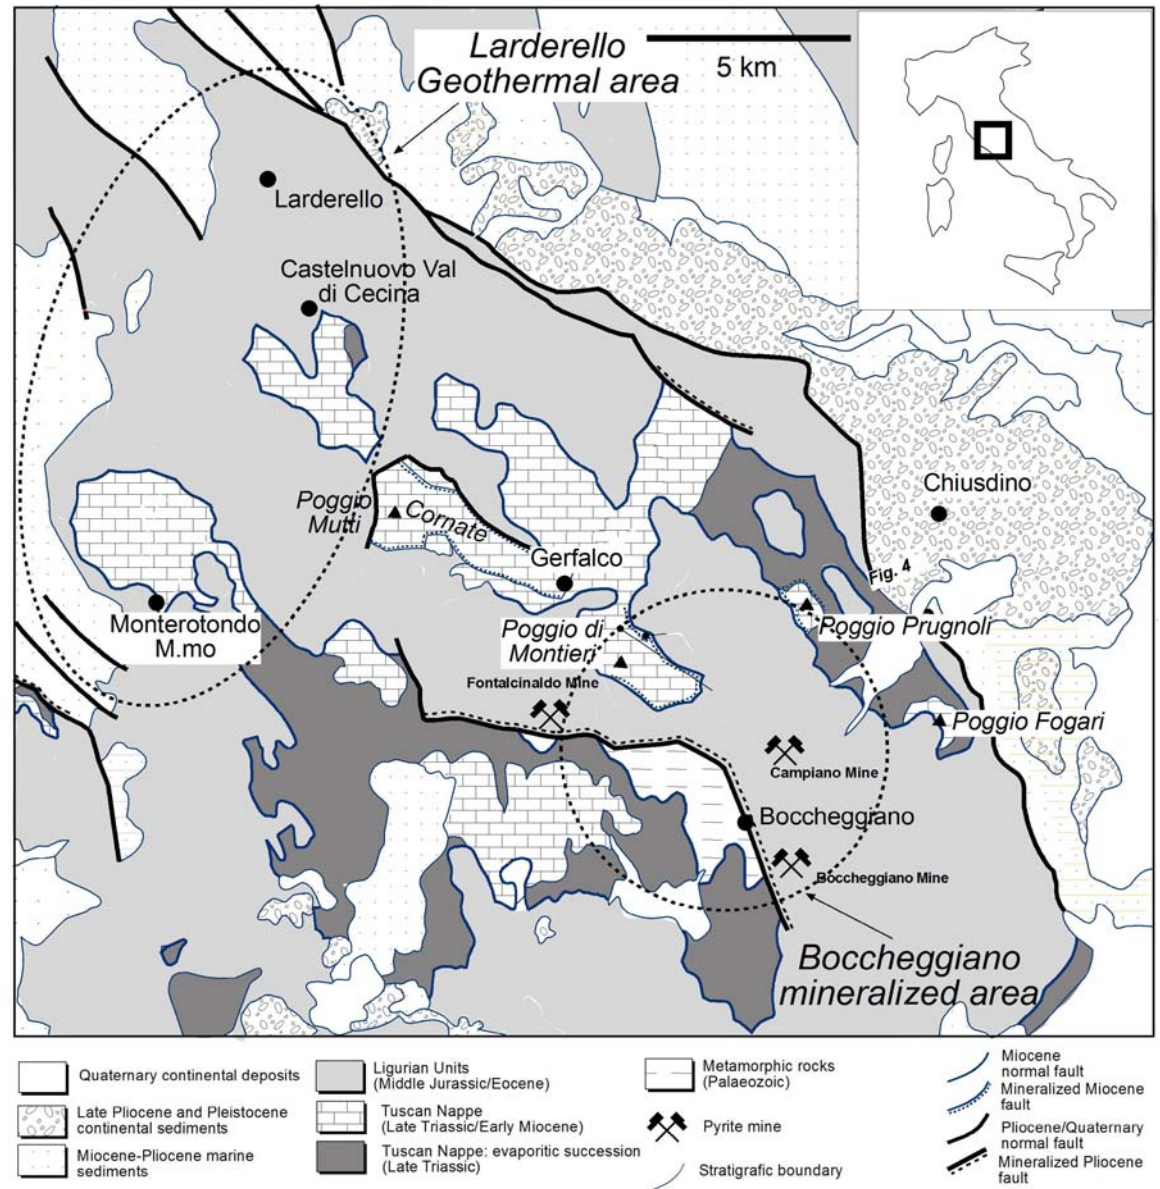 Larderello
Geothermal area
5 km
Larderello
Castelnuovo Val
di Cecina
Chiusdino
Poggio
Mutti
Cornate
Gerfalco
Fig. 4
Monterotondo
M.mo
Poggio di
Montieri
Poggio Prugnoli
Fontalcinaldo Mine
Poggio Fogari
Campiano Mine
Boccheggiano
Boccheggiano Mine
Boccheggiano
mineralized area
Quaternary continental deposits
Late Pliocene and Pleistocene
continental sediments
Miocene-Pliocene marine
sediments
Ligurian Units
(Middle Jurassic/Eocene)
Tuscan Nappe
(Late Triassic/Early Miocene)
Tuscan Nappe: evaporitic succession
(Late Triassic)
Metamorphic rocks
(Palaeozoic)
Pyrite mine
Stratigrafic boundary
Miocene
normal fault
Mineralized Miocene
fault
Pliocene/Quaternary
normal fault
Mineralized Pliocene
fault